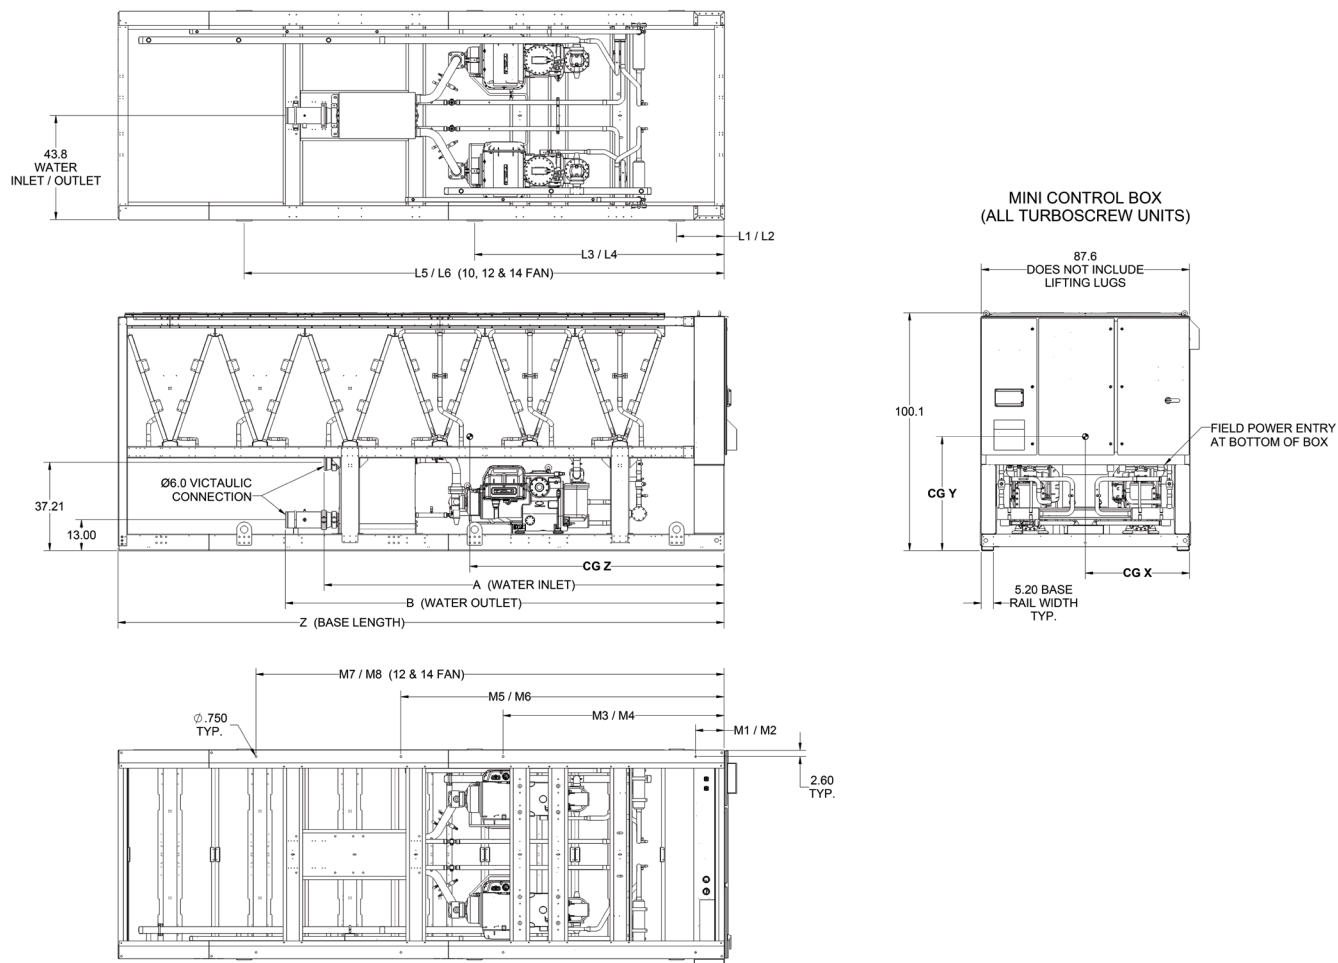 43.8
WATER
INLET / OUTLET
L1 / L2
L3 / L4
L5 / L6 (10, 12 & 14 FAN)
MINI CONTROL BOX
(ALL TURBOSCREW UNITS)
87.6
DOES NOT INCLUDE
LIFTING LUGS
100.1
FIELD POWER ENTRY
AT BOTTOM OF BOX
CG Y
CG X
5.20 BASE
RAIL WIDTH
TYP.
Ø6.0 VICTAULIC
CONNECTION
37.21
13.00
CG Z
A (WATER INLET)
B (WATER OUTLET)
Z (BASE LENGTH)
M7 / M8 (12 & 14 FAN)
M5 / M6
M3 / M4
M1 / M2
Ø.750
TYP.
2.60
TYP.